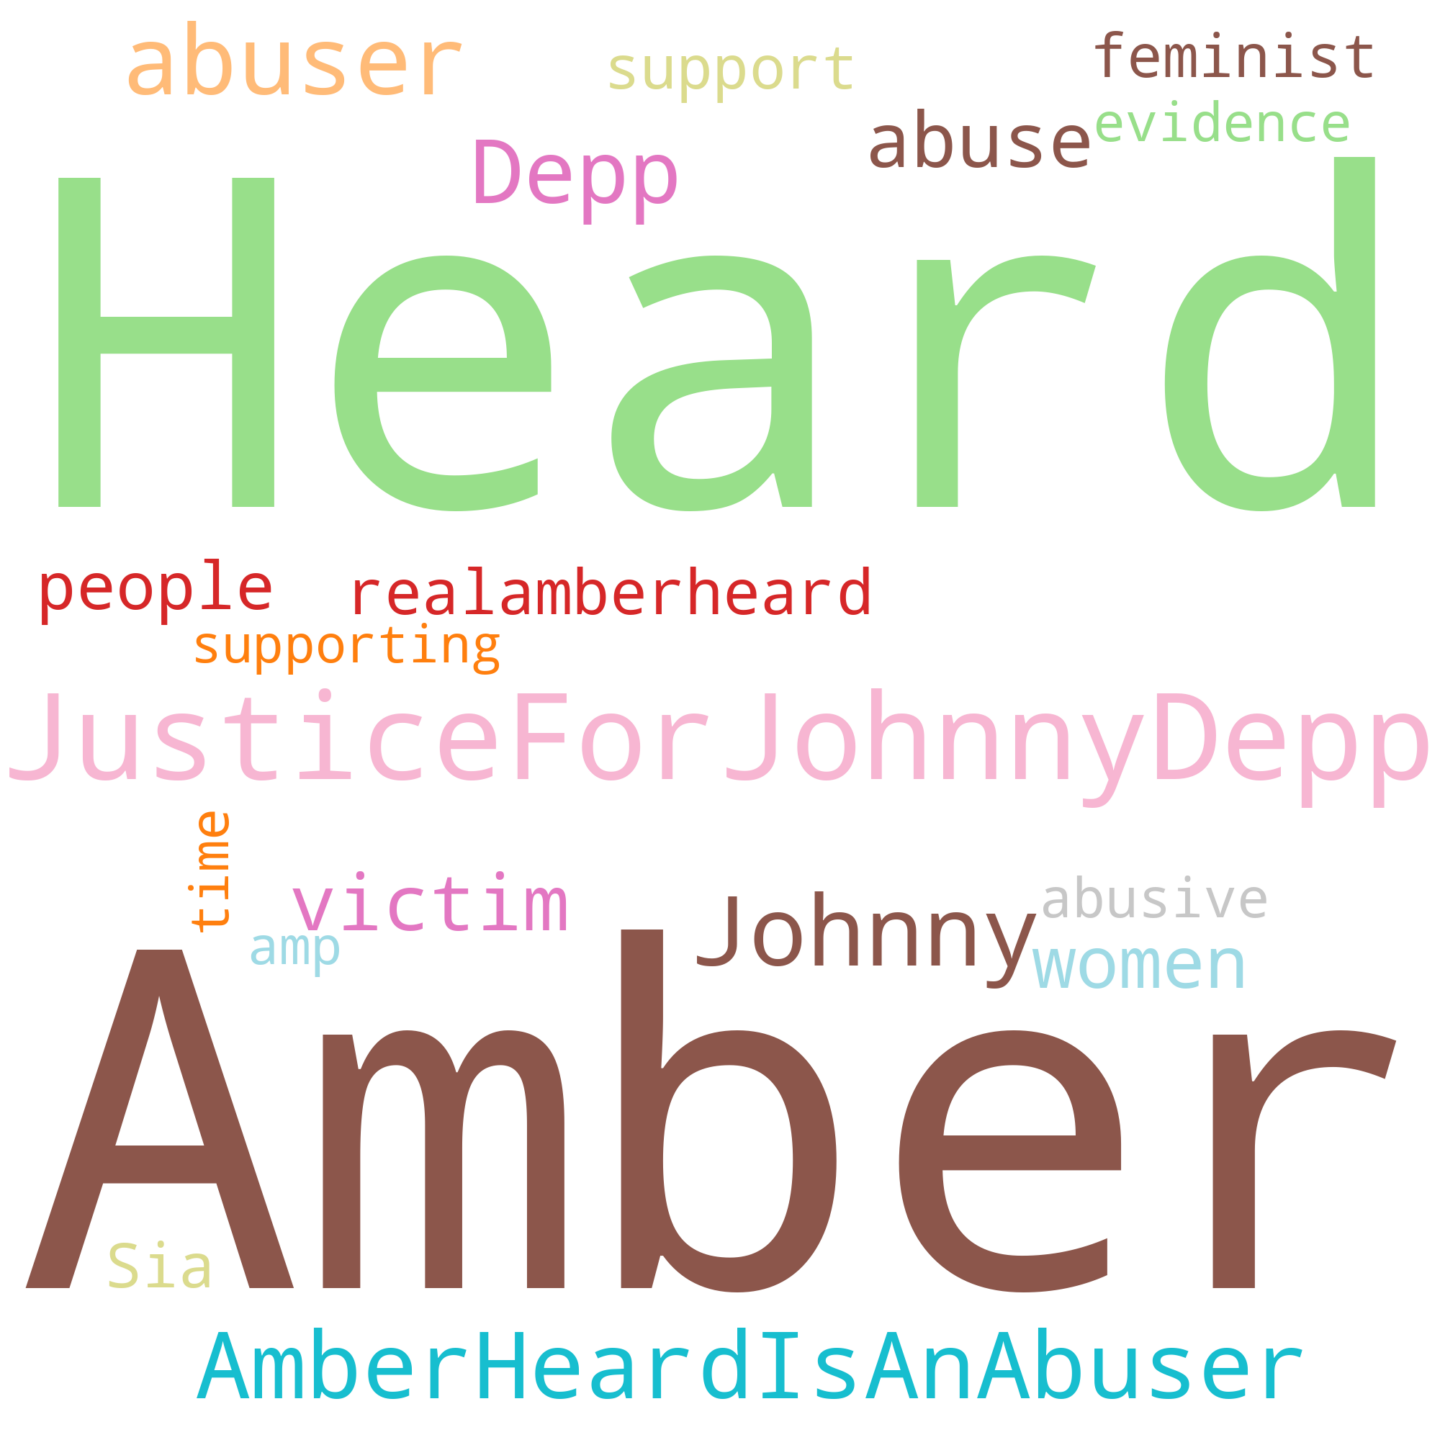 abuser
support
feminist
evidence
abuse
Depp
Heard
people
realamberheard
supporting
JusticeForJohnnyDepp
time
victim
Johnny
abusive
amp
women
Amber
Sia
AmberHeardIsAnAbuser